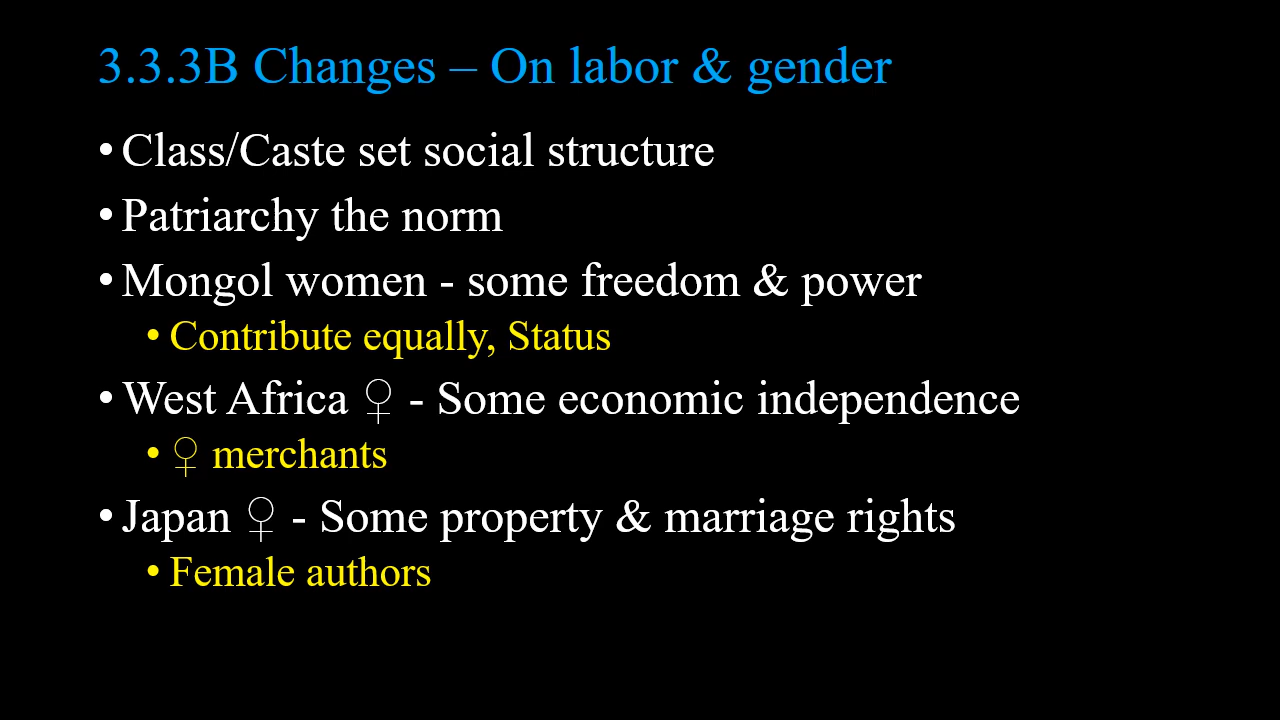 3.3.3B Changes – On labor & gender
• Class/Caste set social structure
• Patriarchy the norm
• Mongol women - some freedom & power
• Contribute equally, Status
• West Africa ♀ - Some economic independence
• ♀ merchants
• Japan ♀ - Some property & marriage rights
• Female authors